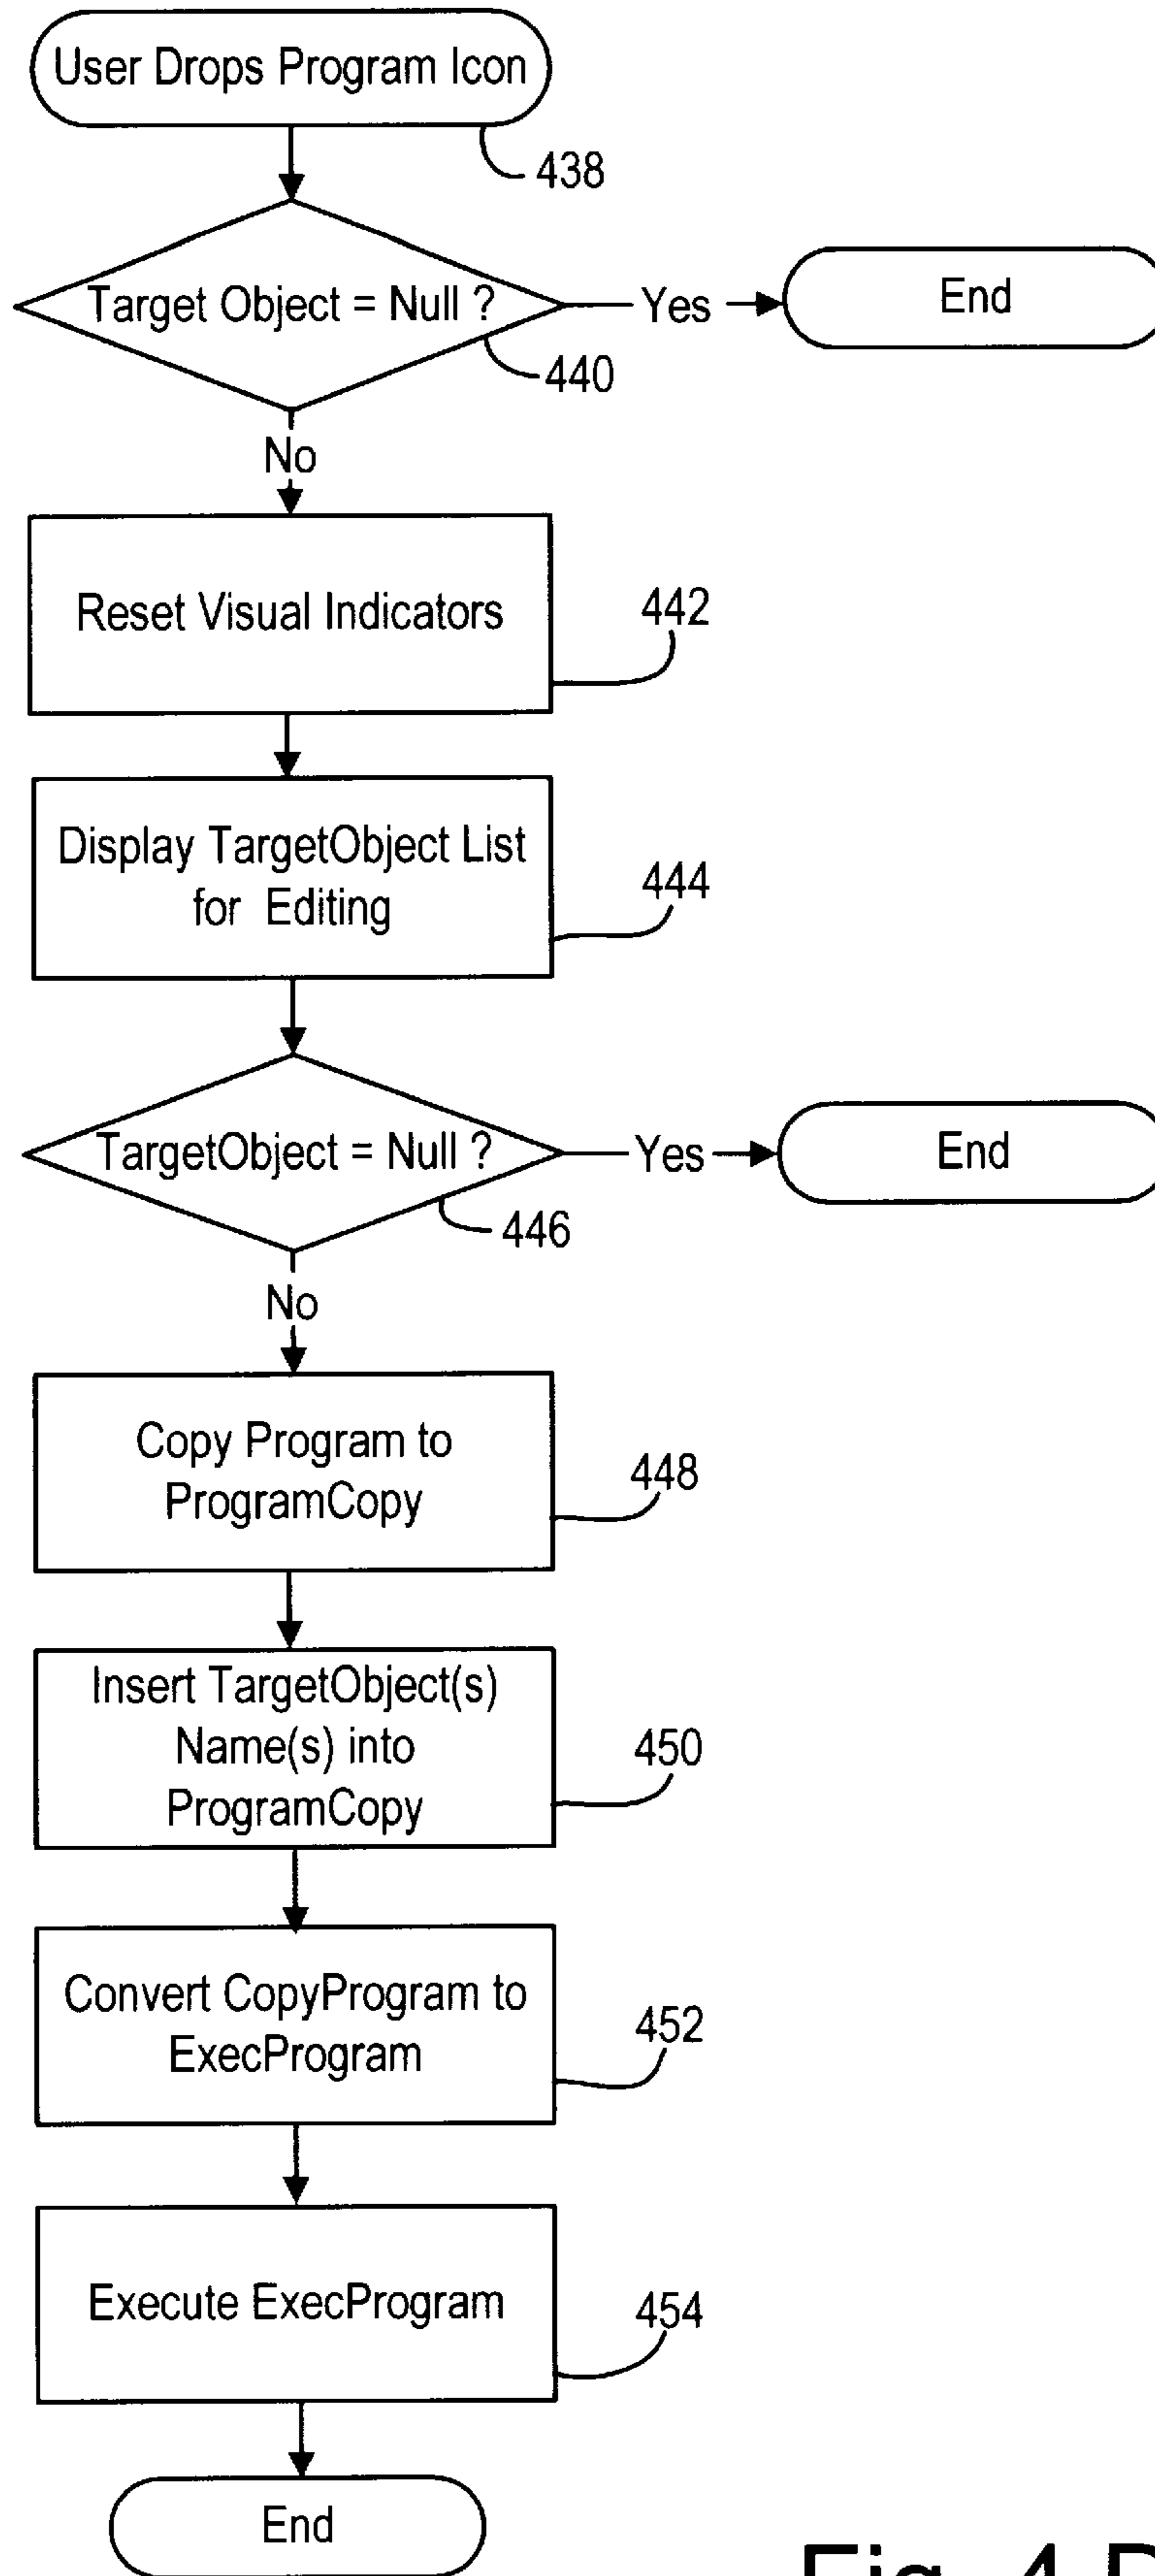 User Drops Program Icon
438
Target Object = Null ?
Yes
End
440
No
Reset Visual Indicators
442
Display TargetObject List
for Editing
444
TargetObject = Null ?
Yes
End
446
No
Copy Program to
ProgramCopy
448
Insert TargetObject(s)
Name(s) into
ProgramCopy
450
Convert CopyProgram to
ExecProgram
452
Execute ExecProgram
454
End
Fig. 4 D